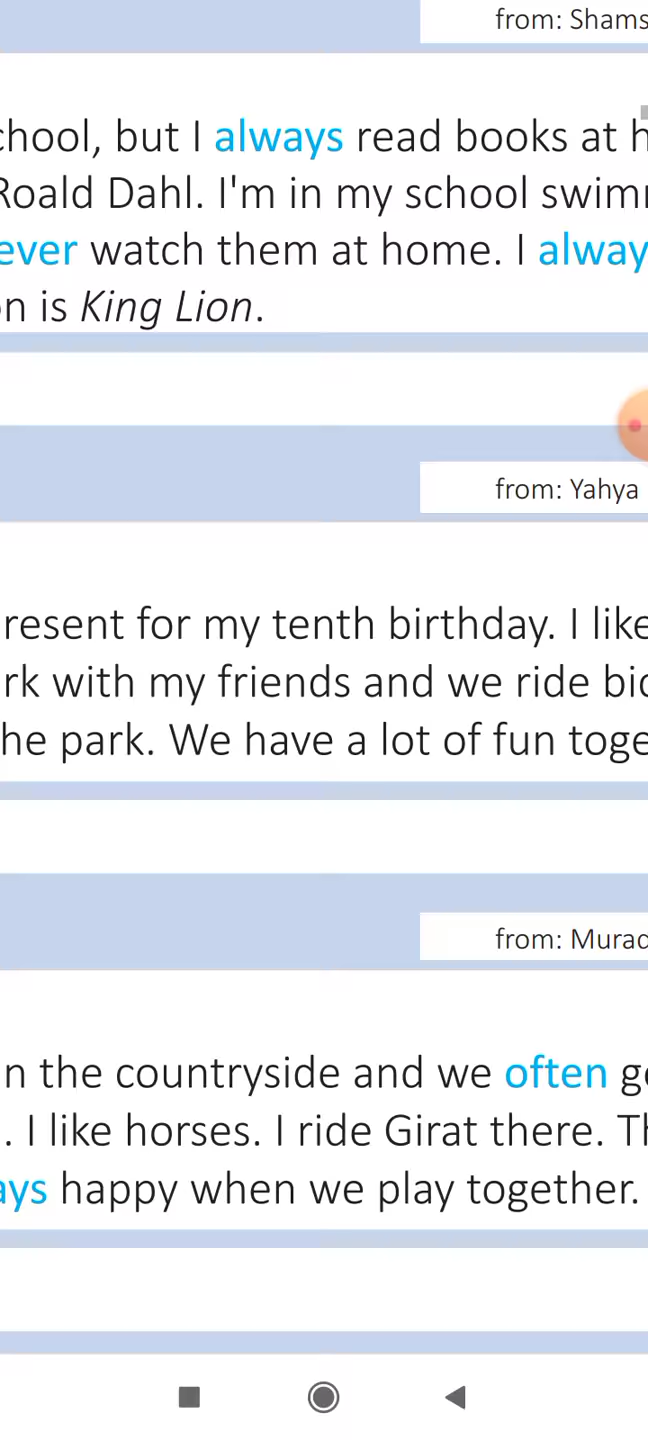 from: Shams
chool, but I always read books at h
Roald Dahl. I'm in my school swim
ever watch them at home. I alway
on is King Lion.
from: Yahya
resent for my tenth birthday. I like
rk with my friends and we ride bic
he park. We have a lot of fun toge
from: Murad
n the countryside and we often go
. I like horses. I ride Girat there. Th
ays happy when we play together.